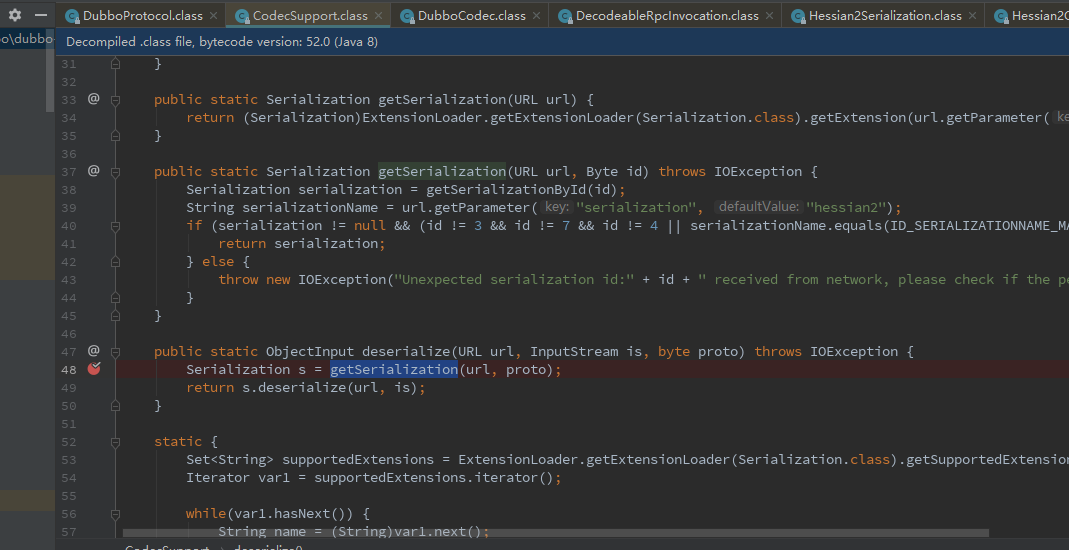 DubboProtocol.class × CodecSupport.class × DubboCodec.class × DecodeableRpcInvocation.class × Hessian2Serialization.class × Hessian2
o\dubbo Decompiled .class file, bytecode version: 52.0 (Java 8)
31 }
32
33 @ public static Serialization getSerialization(URL url) {
34 return (Serialization)ExtensionLoader.getExtensionLoader(Serialization.class).getExtension(url.getParameter( ke
35 }
36
37 @ public static Serialization getSerialization(URL url, Byte id) throws IOException {
38 Serialization serialization = getSerializationById(id);
39 String serializationName = url.getParameter( key: "serialization", defaultValue: "hessian2");
40 if (serialization != null && (id != 3 && id != 7 && id != 4 || serializationName.equals(ID_SERIALIZATIONNAME_MA
41 return serialization;
42 } else {
43 throw new IOException("Unexpected serialization id:" + id + " received from network, please check if the pe
44 }
45 }
46
47 @ public static ObjectInput deserialize(URL url, InputStream is, byte proto) throws IOException {
48 Serialization s = getSerialization(url, proto);
49 return s.deserialize(url, is);
50 }
51
52 static {
53 Set<String> supportedExtensions = ExtensionLoader.getExtensionLoader(Serialization.class).getSupportedExtension
54 Iterator var1 = supportedExtensions.iterator();
55
56 while(var1.hasNext()) {
57 String name = (String)var1.next();
CodecSupport › deserialize()